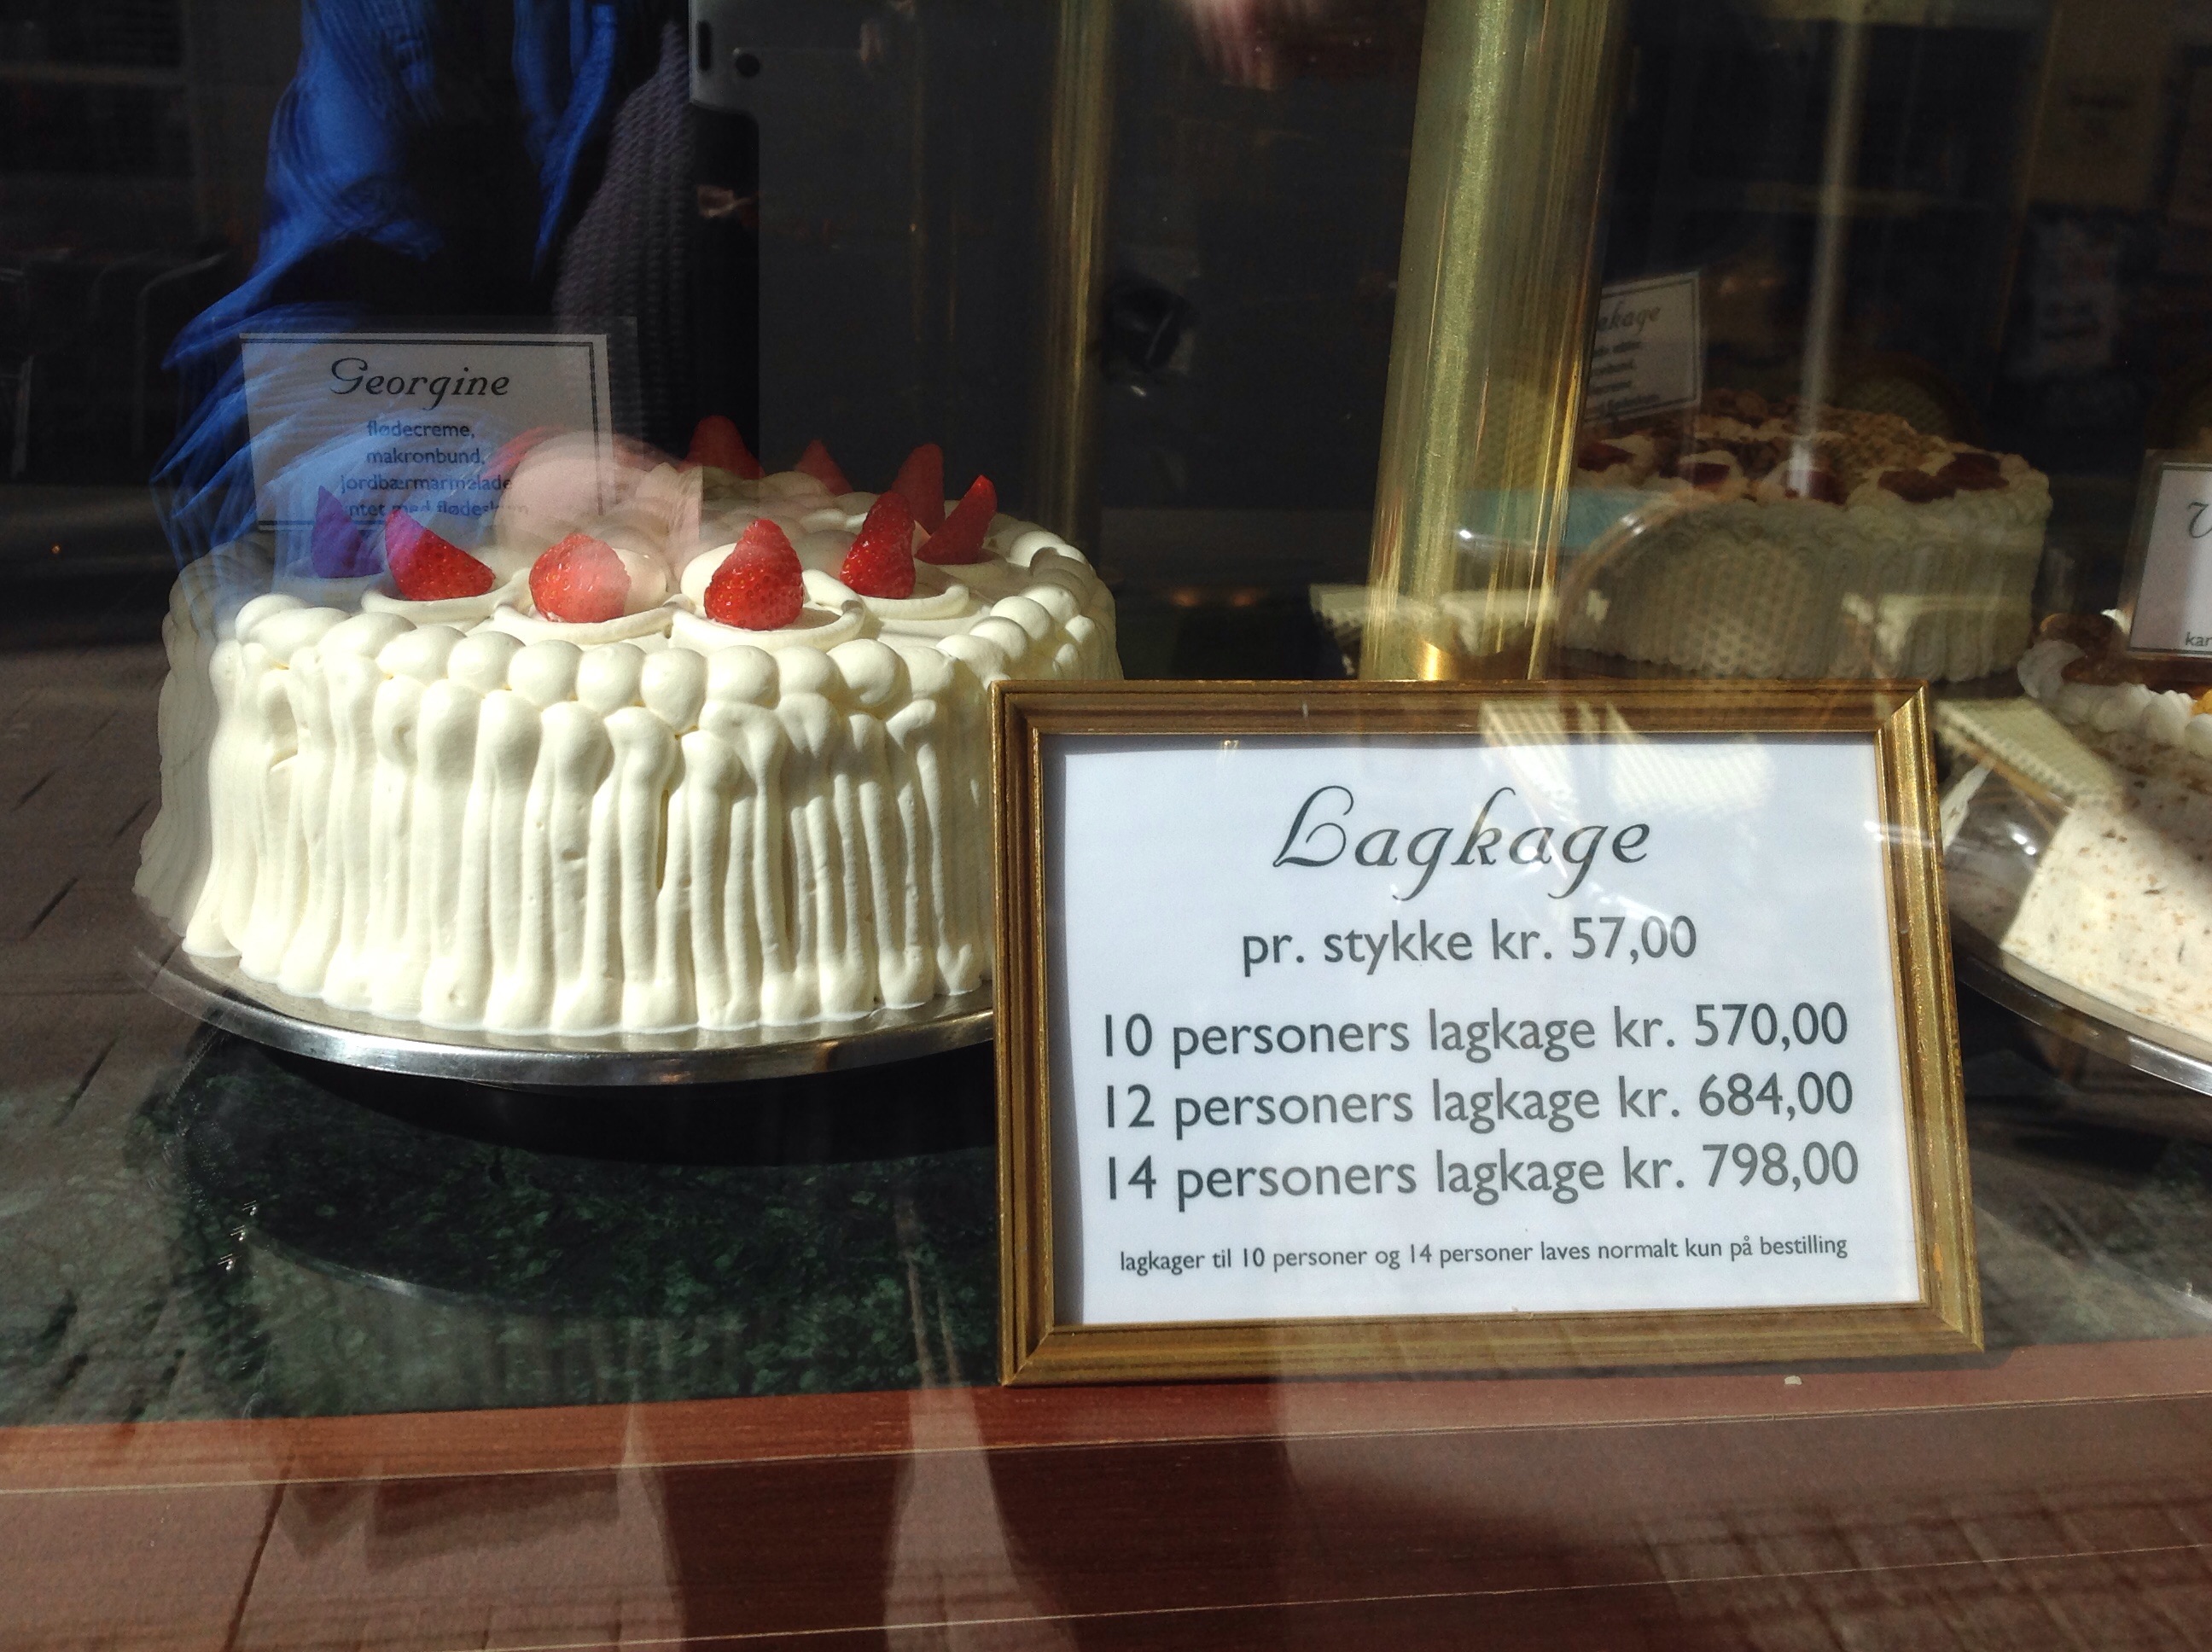 Georgine
flødecreme,
makronbund,
jordbærmarmelade
med
Lagkage
pr. stykke kr. 57,00
10 personers lagkage kr. 570,00
12 personers lagkage kr. 684,00
14 personers lagkage kr. 798,00
lagkager til 10 personer og 14 personer laves normalt kun på bestilling